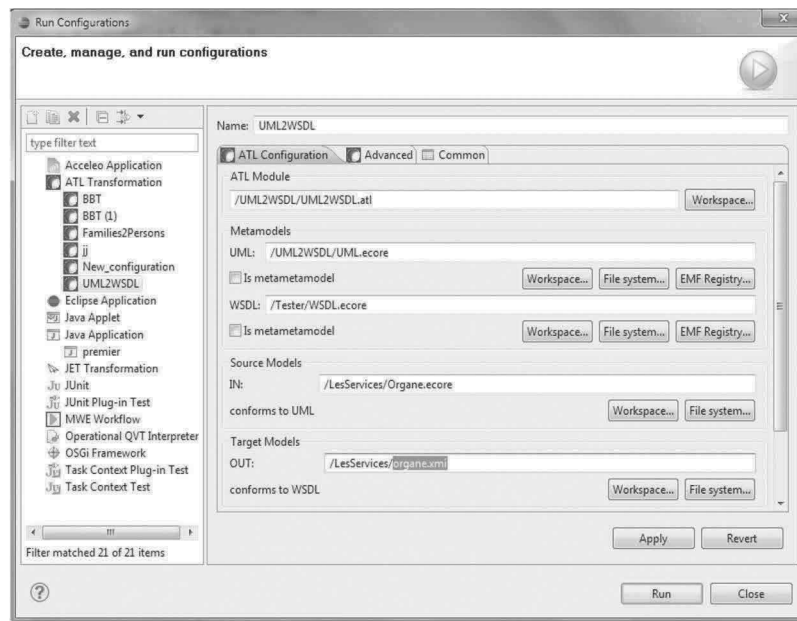 Run Configurations
Create, manage, and run configurations
type filter text
Acceleo Application
ATL Transformation
BBT
BBT (1)
Families2Persons
jj
New_configuration
UML2WSDL
Eclipse Application
Java Applet
Java Application
premier
JET Transformation
JUnit
JUnit Plug-in Test
MWE Workflow
Operational QVT Interpreter
OSGi Framework
Task Context Plug-in Test
Task Context Test
Filter matched 21 of 21 items
Name: UML2WSDL
ATL Configuration Advanced Common
ATL Module
/UML2WSDL/UML2WSDL.atl Workspace...
Metamodels
UML: /UML2WSDL/UML.ecore
Is metametamodel Workspace... File system... EMF Registry...
WSDL: /Tester/WSDL.ecore
Is metametamodel Workspace... File system... EMF Registry...
Source Models
IN: /LesServices/Organe.ecore
conforms to UML Workspace... File system...
Target Models
OUT: /LesServices/organe.xmi
conforms to WSDL Workspace... File system...
Apply Revert
Run Close